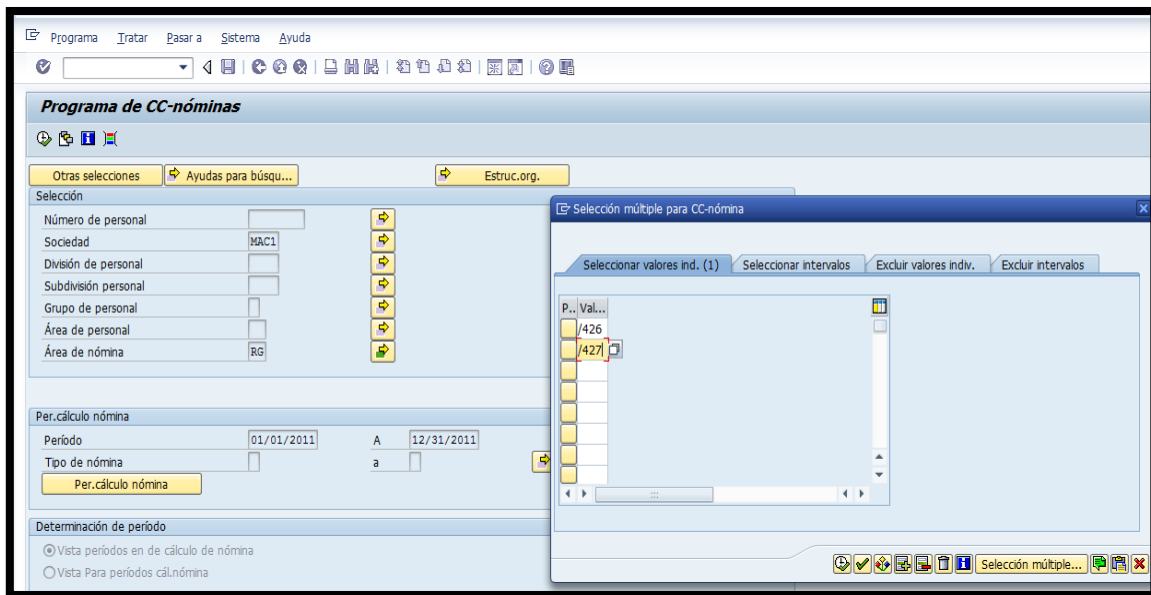 Programa Tratar Pasar a Sistema Ayuda
Programa de CC-nóminas
Otras selecciones Ayudas para búsqu... Estruc.org.
Selección
Número de personal
Sociedad MAC1
División de personal
Subdivisión personal
Grupo de personal
Área de personal
Área de nómina RG
Per.cálculo nómina
Período 01/01/2011 A 12/31/2011
Tipo de nómina a
Per.cálculo nómina
Determinación de período
Vista períodos en de cálculo de nómina
Vista Para períodos cál.nómina
Selección múltiple para CC-nómina
Seleccionar valores ind. (1) Seleccionar intervalos Excluir valores indiv. Excluir intervalos
P.. Val...
/426
/427
Selección múltiple...